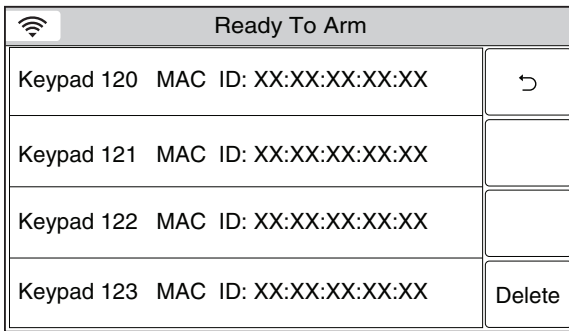 Ready To Arm
Keypad 120 MAC ID: XX:XX:XX:XX:XX
Keypad 121 MAC ID: XX:XX:XX:XX:XX
Keypad 122 MAC ID: XX:XX:XX:XX:XX
Keypad 123 MAC ID: XX:XX:XX:XX:XX
Delete